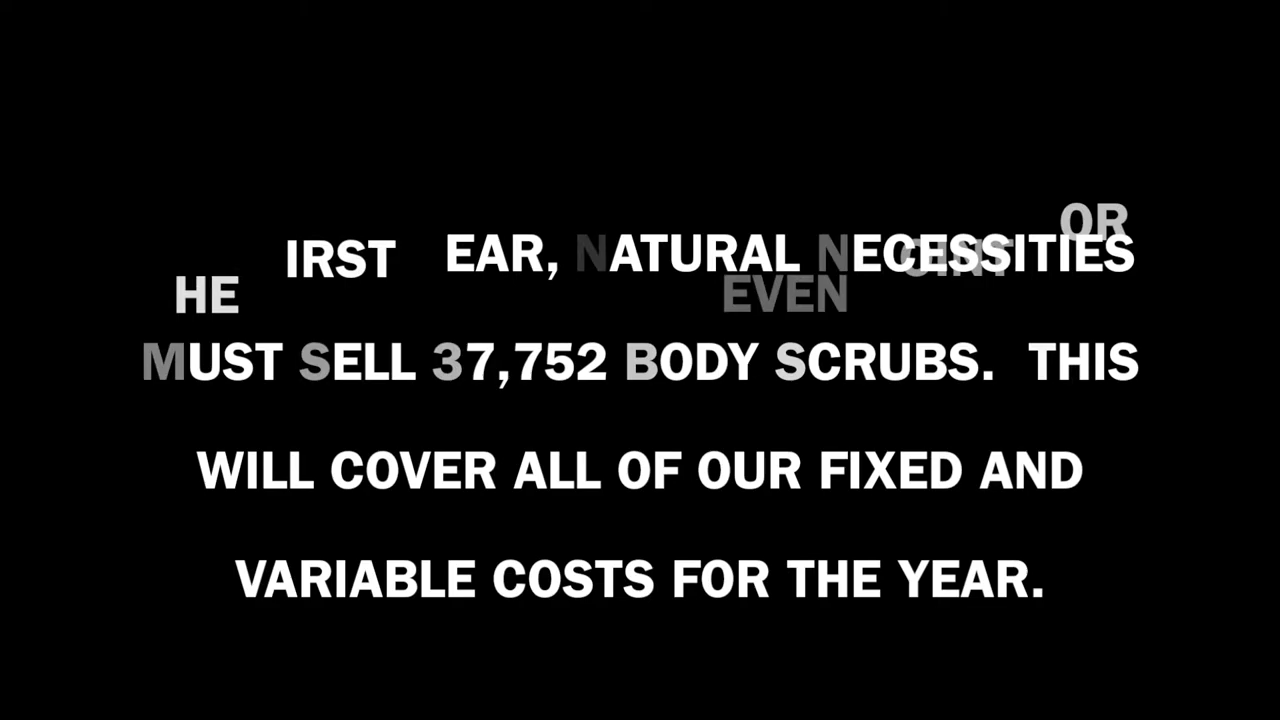 OR
HE IRST EAR, NATURAL NECESSITIES
EVEN OINT
MUST SELL 37,752 BODY SCRUBS. THIS
WILL COVER ALL OF OUR FIXED AND
VARIABLE COSTS FOR THE YEAR.